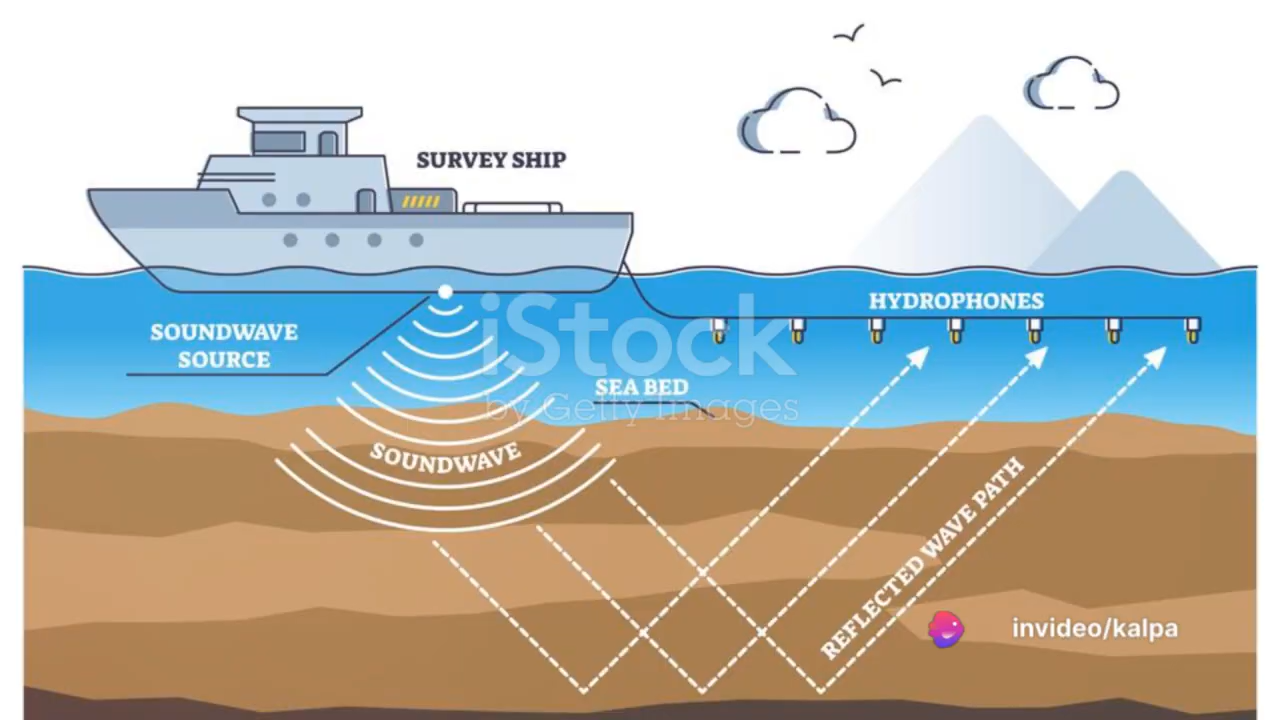 SURVEY SHIP
HYDROPHONES
SOUNDWAVE
SOURCE
iStock
by Getty Images
SEA BED
SOUNDWAVE
REFLECTED WAVE PATH
invideo/kalpa